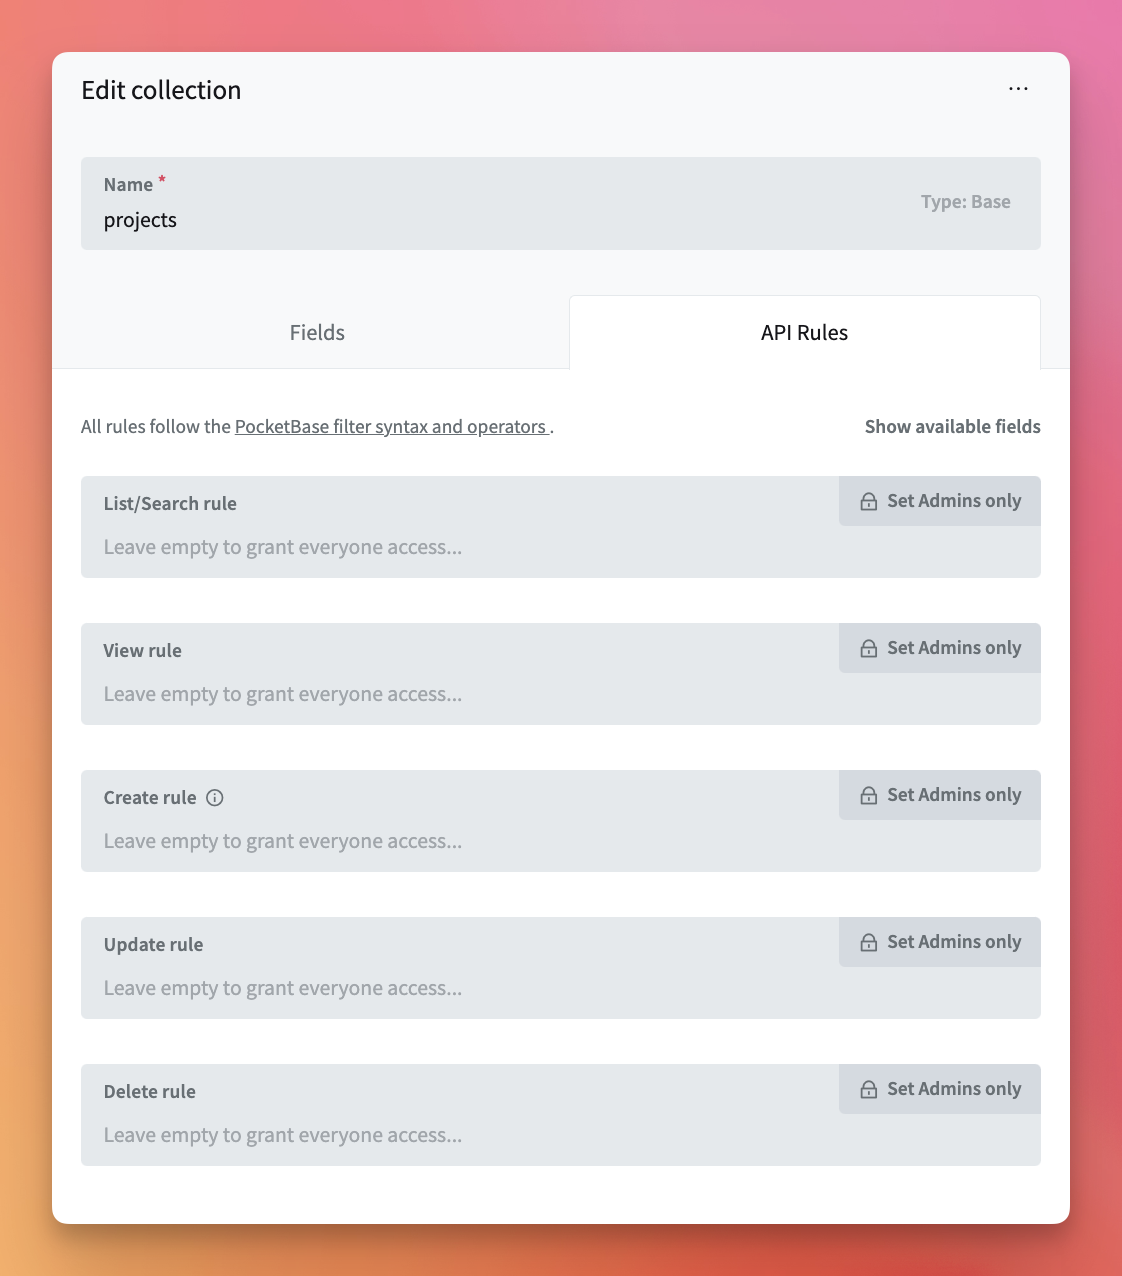 Edit collection
...
Name *
projects
Type: Base
Fields
API Rules
All rules follow the PocketBase filter syntax and operators .
Show available fields
List/Search rule
Set Admins only
Leave empty to grant everyone access...
View rule
Set Admins only
Leave empty to grant everyone access...
Create rule
Set Admins only
Leave empty to grant everyone access...
Update rule
Set Admins only
Leave empty to grant everyone access...
Delete rule
Set Admins only
Leave empty to grant everyone access...